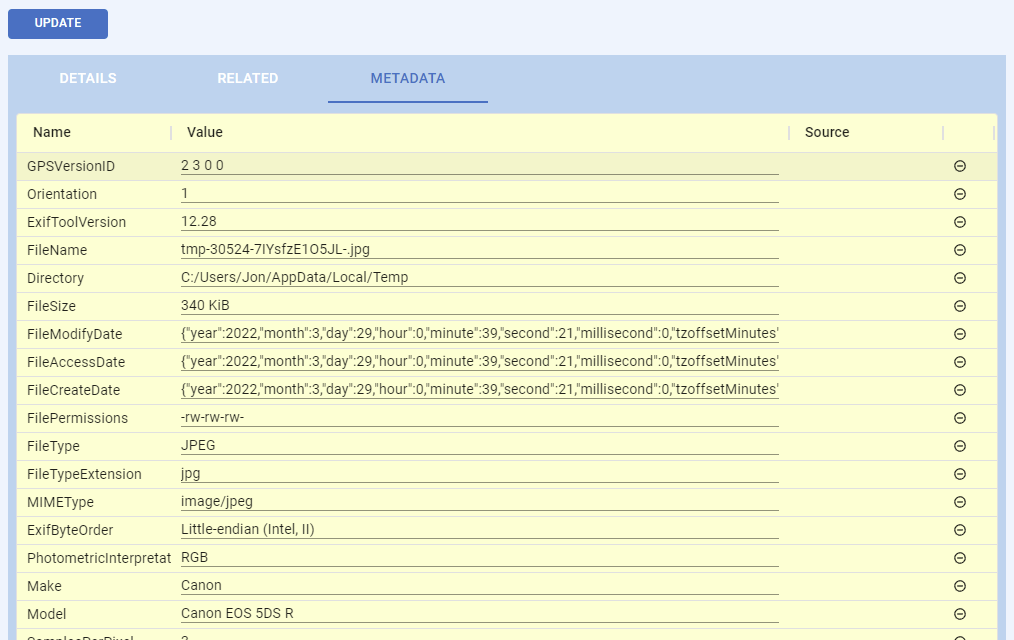 UPDATE
DETAILS RELATED METADATA
Name Value Source
GPSVersionID 2 3 0 0
Orientation 1
ExifToolVersion 12.28
FileName tmp-30524-7IYsfzE1O5JL-.jpg
Directory C:/Users/Jon/AppData/Local/Temp
FileSize 340 KiB
FileModifyDate {"year":2022,"month":3,"day":29,"hour":0,"minute":39,"second":21,"millisecond":0,"tzoffsetMinutes"
FileAccessDate {"year":2022,"month":3,"day":29,"hour":0,"minute":39,"second":21,"millisecond":0,"tzoffsetMinutes"
FileCreateDate {"year":2022,"month":3,"day":29,"hour":0,"minute":39,"second":21,"millisecond":0,"tzoffsetMinutes"
FilePermissions -rw-rw-rw-
FileType JPEG
FileTypeExtension jpg
MIMEType image/jpeg
ExifByteOrder Little-endian (Intel, II)
PhotometricInterpretat RGB
Make Canon
Model Canon EOS 5DS R
SamplesPerPixel 3